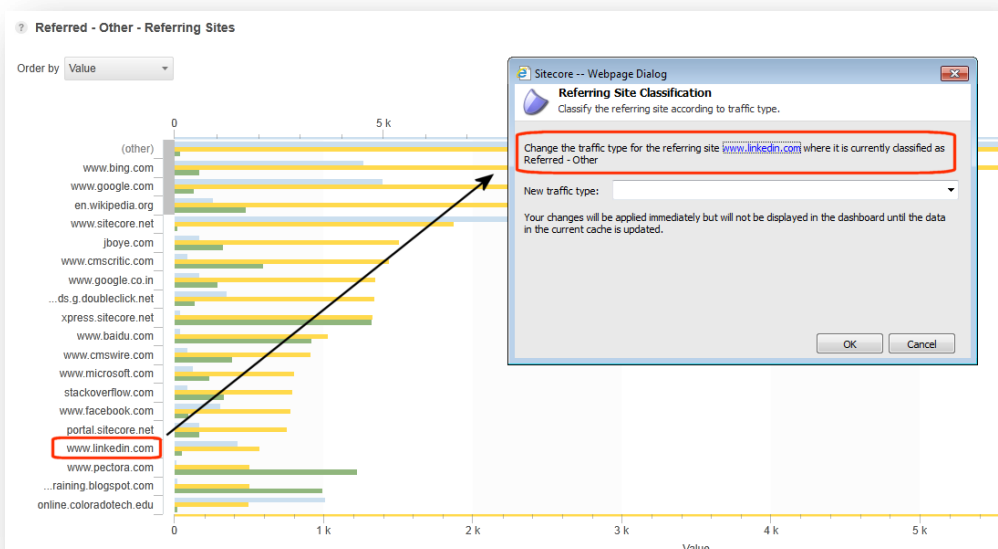 ? Referred - Other - Referring Sites
Order by Value
0 5 k
(other)
www.bing.com
www.google.com
en.wikipedia.org
www.sitecore.net
jboye.com
www.cmscritic.com
www.google.co.in
...ds.g.doubleclick.net
xpress.sitecore.net
www.baidu.com
www.cmswire.com
www.microsoft.com
stackoverflow.com
www.facebook.com
portal.sitecore.net
www.linkedin.com
www.pectora.com
...raining.blogspot.com
online.coloradotech.edu
0 1 k 2 k 3 k 4 k 5 k
Value
Sitecore -- Webpage Dialog
Referring Site Classification
Classify the referring site according to traffic type.
Change the traffic type for the referring site www.linkedin.com where it is currently classified as
Referred - Other
New traffic type:
Your changes will be applied immediately but will not be displayed in the dashboard until the data
in the current cache is updated.
OK Cancel